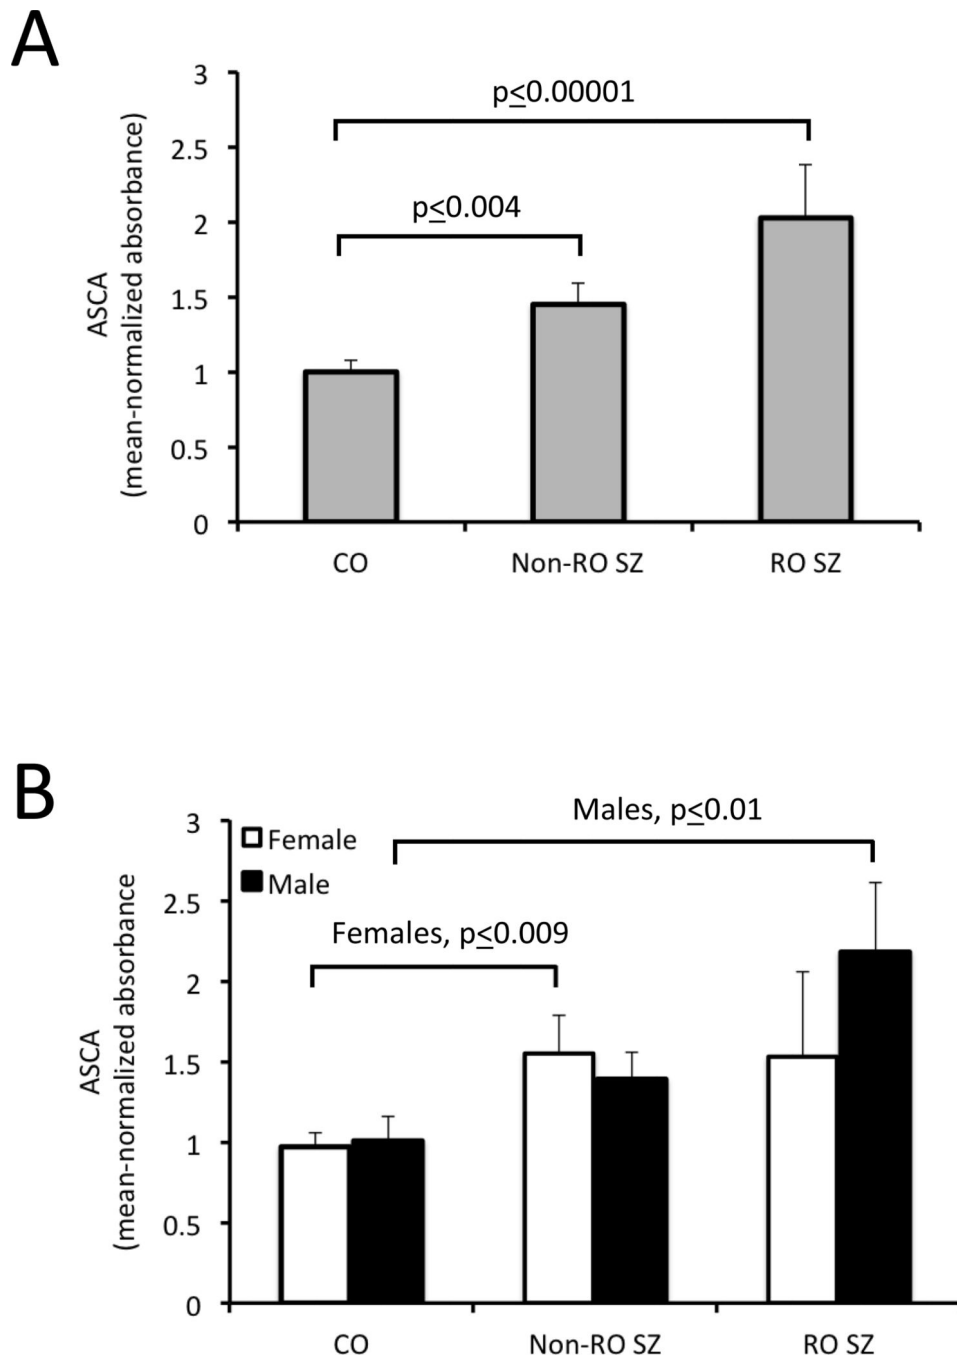 A
3
p≤0.00001
2.5
p≤0.004
2
1.5
1
0.5
0
ASCA
(mean-normalized absorbance)
CO Non-RO SZ RO SZ
B
Males, p≤0.01
3
Female
Male
2.5
Females, p≤0.009
2
1.5
1
0.5
0
ASCA
(mean-normalized absorbance
CO Non-RO SZ RO SZ